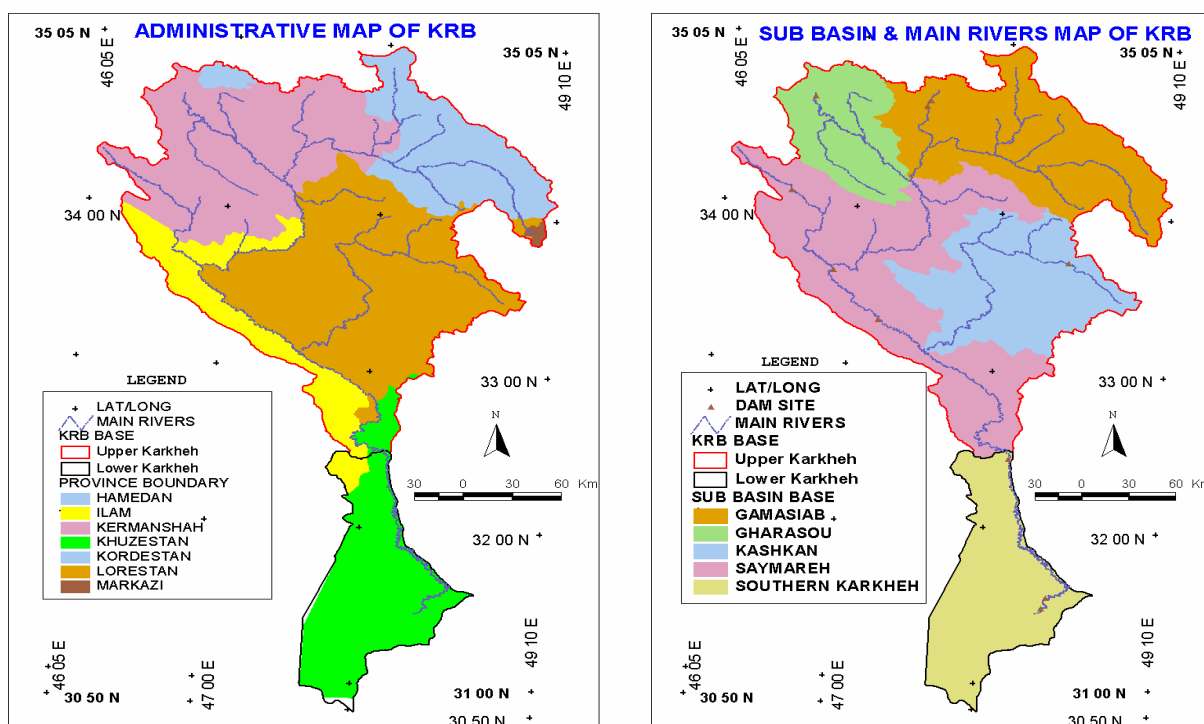 ADMINISTRATIVE MAP OF KRB
35 05 N
46 05 E
35 05 N
49 10 E
34 00 N
33 00 N
LEGEND
LAT/LONG
MAIN RIVERS
KRB BASE
Upper Karkheh
Lower Karkheh
PROVINCE BOUNDARY
HAMEDAN
ILAM
KERMANSHAH
KHUZESTAN
KORDESTAN
LORESTAN
MARKAZI
N
30 0 30 60 Km
32 00 N
46 05 E
30 50 N
47 00 E
49 10 E
31 00 N
30 50 N
SUB BASIN & MAIN RIVERS MAP OF KRB
35 05 N
46 05 E
35 05 N
49 10 E
34 00 N
33 00 N
LEGEND
LAT/LONG
DAM SITE
MAIN RIVERS
KRB BASE
Upper Karkheh
Lower Karkheh
SUB BASIN BASE
GAMASIAB
GHARASOU
KASHKAN
SAYMAREH
SOUTHERN KARKHEH
N
30 0 30 60 Km
32 00 N
46 05 E
30 50 N
47 00 E
49 10 E
31 00 N
30 50 N